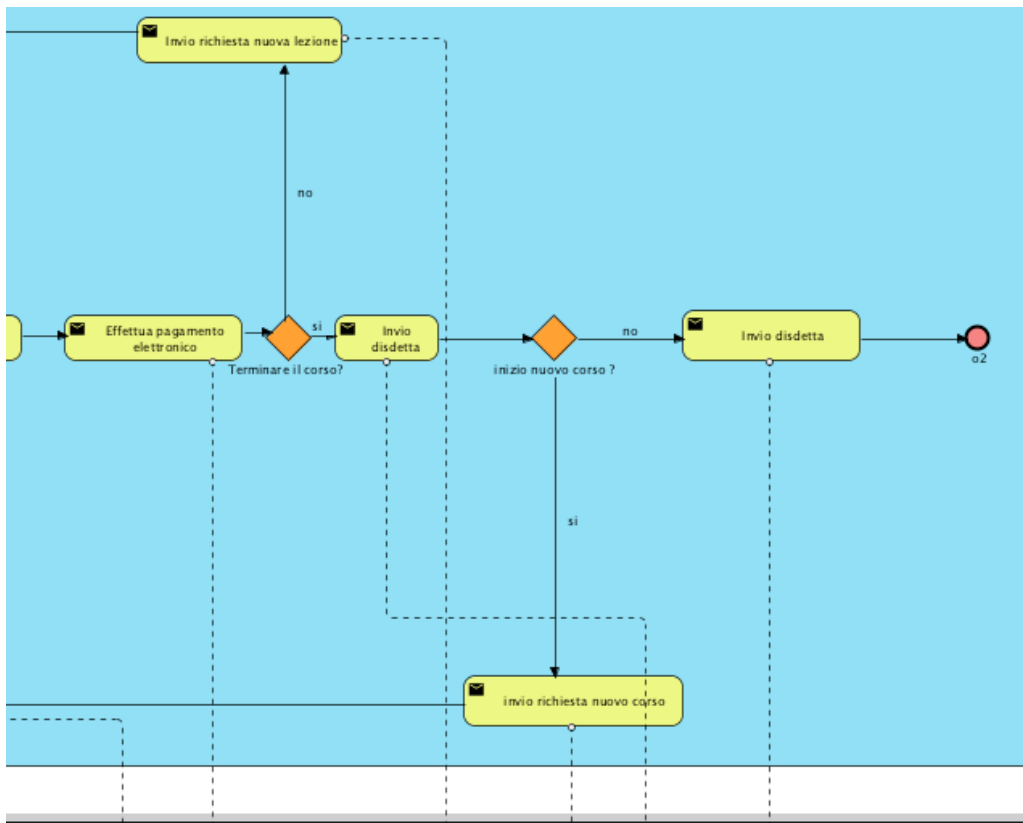 Invio richiesta nuova lezione
no
Effettua pagamento
elettronico
si
Terminare il corso?
Invio
disdetta
inizio nuovo corso ?
no
Invio disdetta
o2
si
invio richiesta nuovo corso